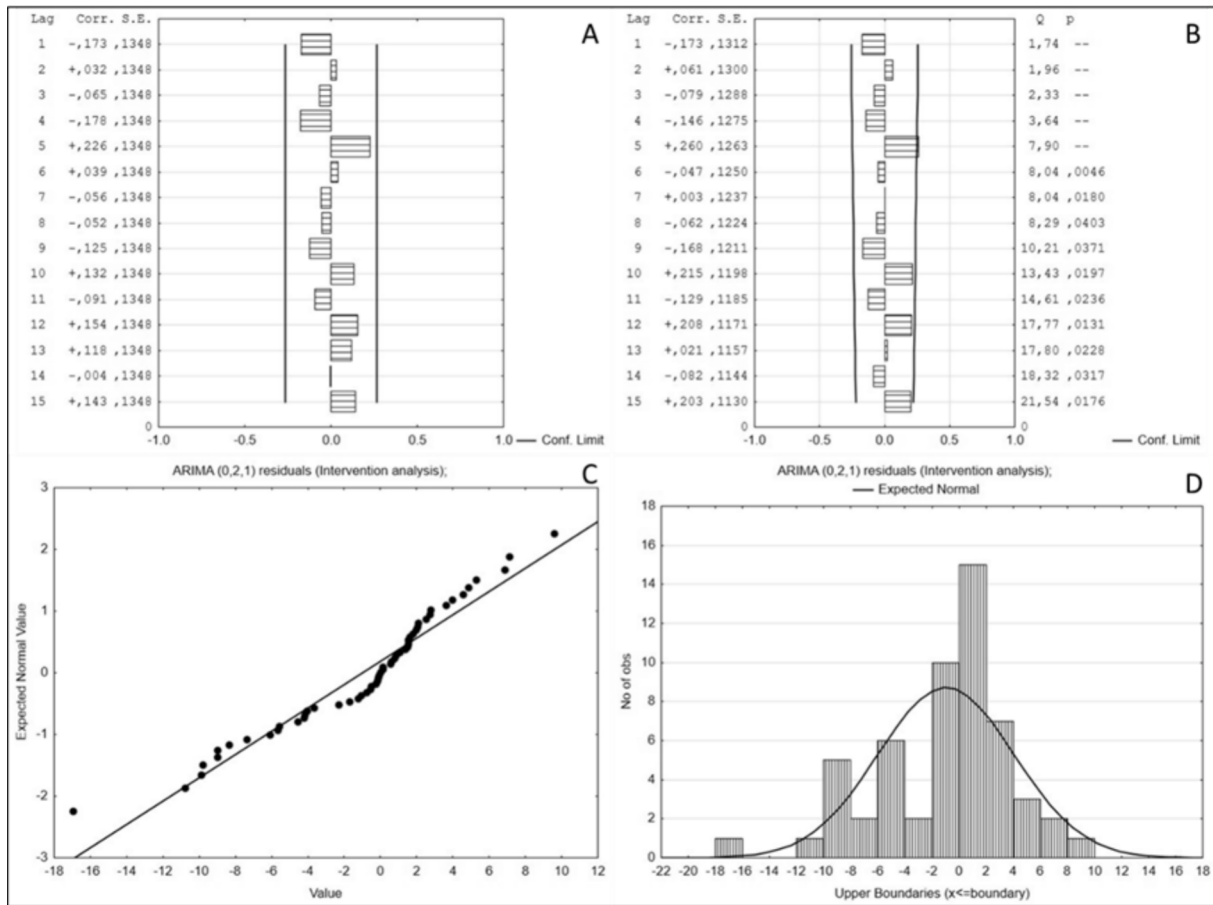 Lag Corr. S.E.
A
1 -,173 ,1348
2 +,032 ,1348
3 -,065 ,1348
4 -,178 ,1348
5 +,226 ,1348
6 +,039 ,1348
7 -,056 ,1348
8 -,052 ,1348
9 -,125 ,1348
10 +,132 ,1348
11 -,091 ,1348
12 +,154 ,1348
13 +,118 ,1348
14 -,004 ,1348
15 +,143 ,1348
0
-1.0 -0.5 0.0 0.5 1.0
Conf. Limit
Lag Corr. S.E. Q p
B
1 -,173 ,1312 1,74 --
2 +,061 ,1300 1,96 --
3 -,079 ,1288 2,33 --
4 -,146 ,1275 3,64 --
5 +,260 ,1263 7,90 --
6 -,047 ,1250 8,04 ,0046
7 +,003 ,1237 8,04 ,0180
8 -,062 ,1224 8,29 ,0403
9 -,168 ,1211 10,21 ,0371
10 +,215 ,1198 13,43 ,0197
11 -,129 ,1185 14,61 ,0236
12 +,208 ,1171 17,77 ,0131
13 +,021 ,1157 17,80 ,0228
14 -,082 ,1144 18,32 ,0317
15 +,203 ,1130 21,54 ,0176
0 0
-1.0 -0.5 0.0 0.5 1.0
Conf. Limit
ARIMA (0,2,1) residuals (Intervention analysis);
C
Expected Normal Value
3
2
1
0
-1
-2
-3
-18 -16 -14 -12 -10 -8 -6 -4 -2 0 2 4 6 8 10 12
Value
ARIMA (0,2,1) residuals (Intervention analysis);
Expected Normal
D
No of obs
18
16
14
12
10
8
6
4
2
0
-22 -20 -18 -16 -14 -12 -10 -8 -6 -4 -2 0 2 4 6 8 10 12 14 16 18
Upper Boundaries (x<=boundary)